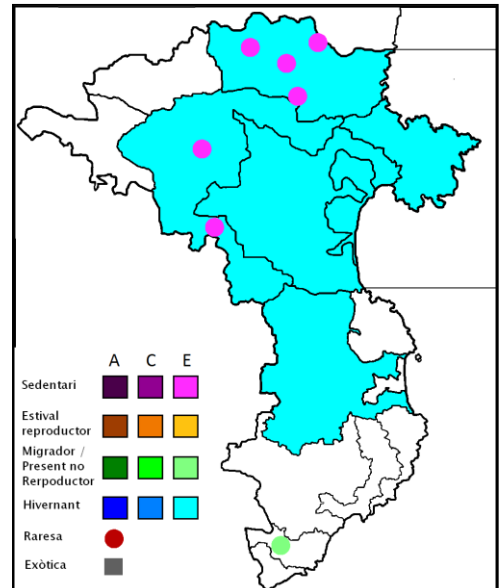 A C E
Sedentari
Estival
reproductor
Migrador /
Present no
Rerpoductor
Hivernant
Raresa
Exòtica